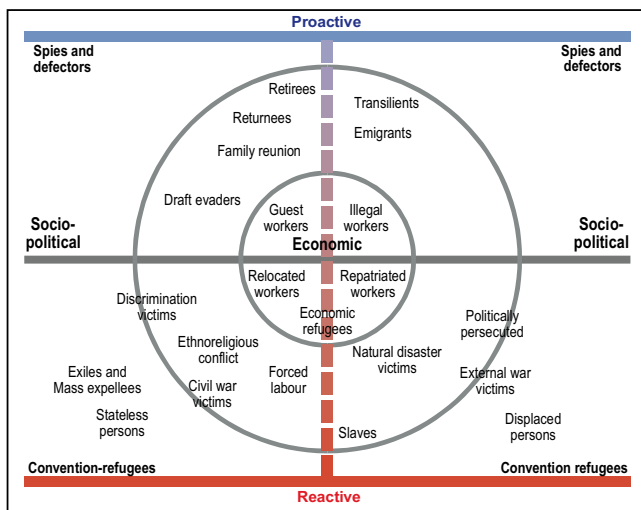 Proactive
Spies and
defectors
Spies and
defectors
Retirees
Transilients
Returnees
Emigrants
Family reunion
Draft evaders
Guest
workers
Illegal
workers
Socio-
political
Economic
Socio-
political
Relocated
workers
Repatriated
workers
Discrimination
victims
Economic
refugees
Politically
persecuted
Ethnoreligious
conflict
Natural disaster
victims
Exiles and
Mass expellees
Civil war
victims
Forced
labour
External war
victims
Stateless
persons
Slaves
Displaced
persons
Convention-refugees
Convention refugees
Reactive